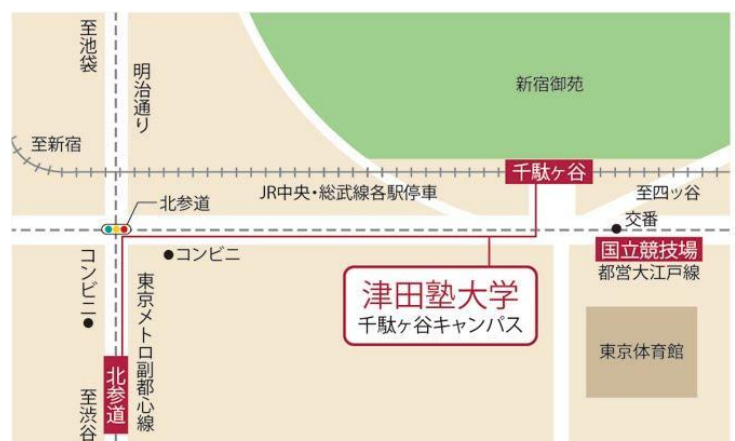 至池袋
明治通り
新宿御苑
至新宿
千駄ヶ谷
JR中央・総武線各駅停車
至四ッ谷
北参道
交番
コンビニ
国立競技場
都営大江戸線
コンビニ
東京メトロ副都心線
津田塾大学
千駄ヶ谷キャンパス
東京体育館
北参道
至渋谷